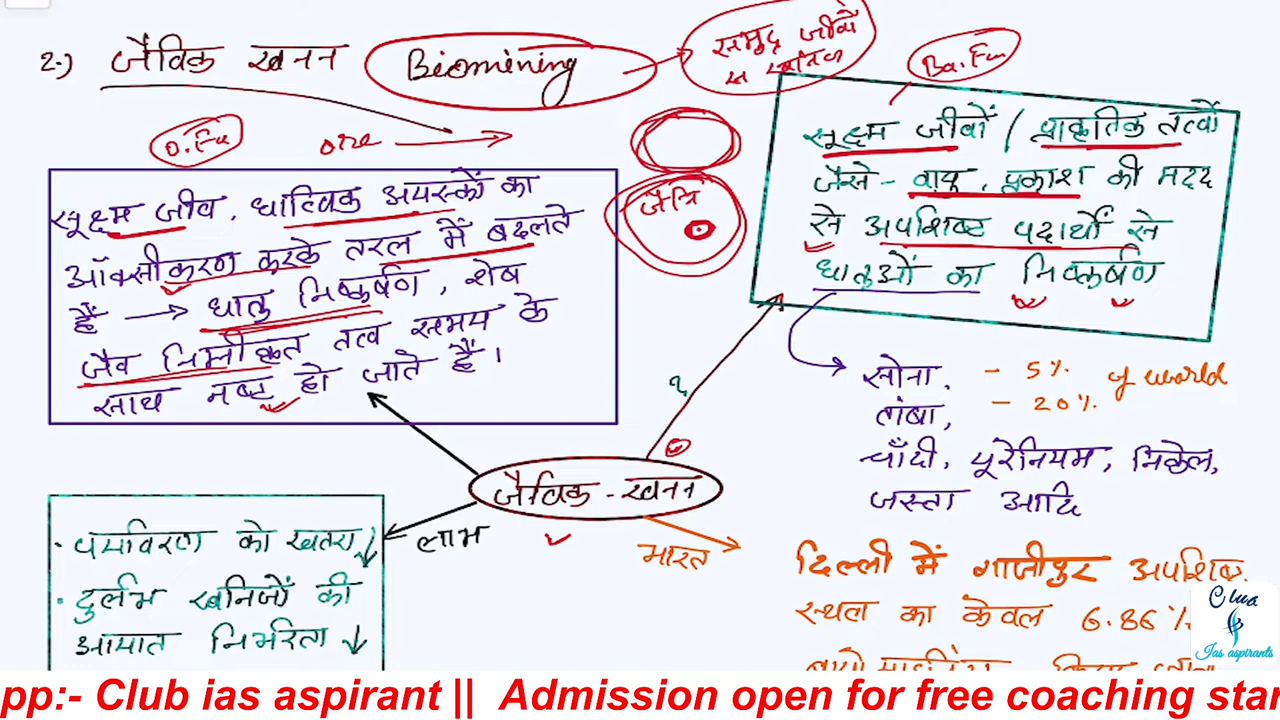 2.) जैविक खनन Biomining समुद्र जीवों
Ba. Fu
O. Fu ore
जैवि
सूक्ष्म जीवों / प्राकृतिक तत्वों
जैसे - वायु, प्रकाश की मदद
से अपशिष्ट पदार्थों से
धातुओं का निष्कर्षण
सूक्ष्म जीव, धात्विक अयस्कों का
ऑक्सीकरण करके तरल में बदलते
हैं → धातु निष्कर्षण, शेष
जैव निम्नीकृत तत्व समय के
साथ नष्ट हो जाते हैं।
सोना, - 5% of world
तांबा, - 20%
चाँदी, यूरेनियम, निकेल,
जस्ता आदि
२
जैविक - खनन
लाभ
भारत
पर्यावरण को खतरा ↓
दुर्लभ खनिजों की
आयात निर्भरता ↓
दिल्ली में गाजीपुर अपशिष्ट
स्थल का केवल 6.86%
बायोमाइनिंग किया
Club
Ias aspirants
pp:- Club ias aspirant || Admission open for free coaching star